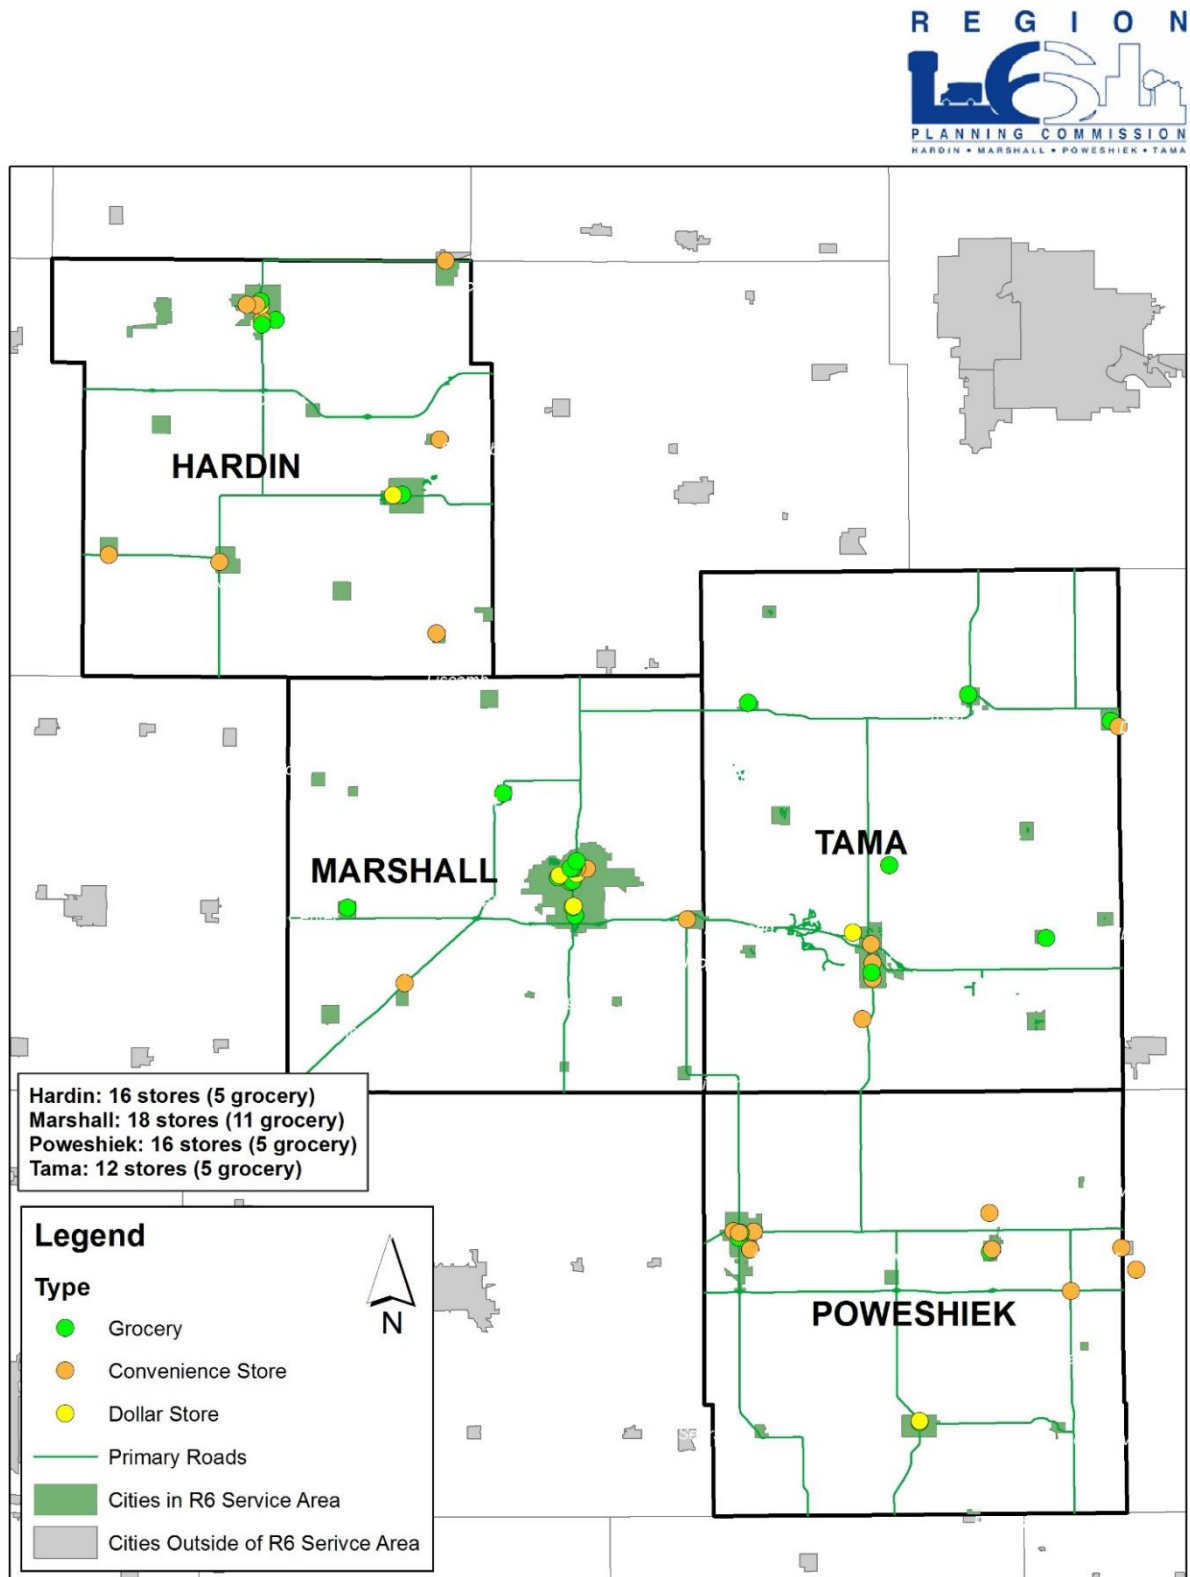 REGION
6
PLANNING COMMISSION
HARDIN • MARSHALL • POWESHIEK • TAMA
HARDIN
MARSHALL
TAMA
Hardin: 16 stores (5 grocery)
Marshall: 18 stores (11 grocery)
Poweshiek: 16 stores (5 grocery)
Tama: 12 stores (5 grocery)
POWESHIEK
Legend
Type
N
Grocery
Convenience Store
Dollar Store
Primary Roads
Cities in R6 Service Area
Cities Outside of R6 Serivce Area